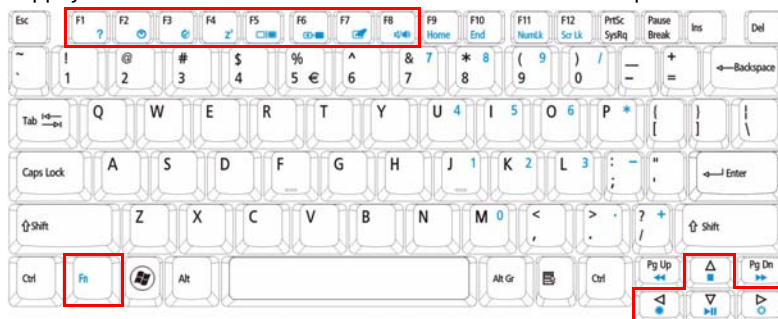 Esc F1 ? F2 F3 F4 z F5 F6 F7 F8 F9 Home F10 End F11 NumLk F12 Scr Lk PrtSc SysRq Pause Break Ins Del
~ ` ! 1 @ 2 # 3 $ 4 % 5 € ^ 6 & 7 7 * 8 8 ( 9 9 ) / 0 _ - + = Backspace
Tab Q W E R T Y U 4 I 5 O 6 P * { [ } ] | \
Caps Lock A S D F G H J 1 K 2 L 3 : - ; " ' Enter
Shift Z X C V B N M 0 < , > . . ? + / Shift
Ctrl Fn Alt Alt Gr Ctrl Pg Up Pg Dn